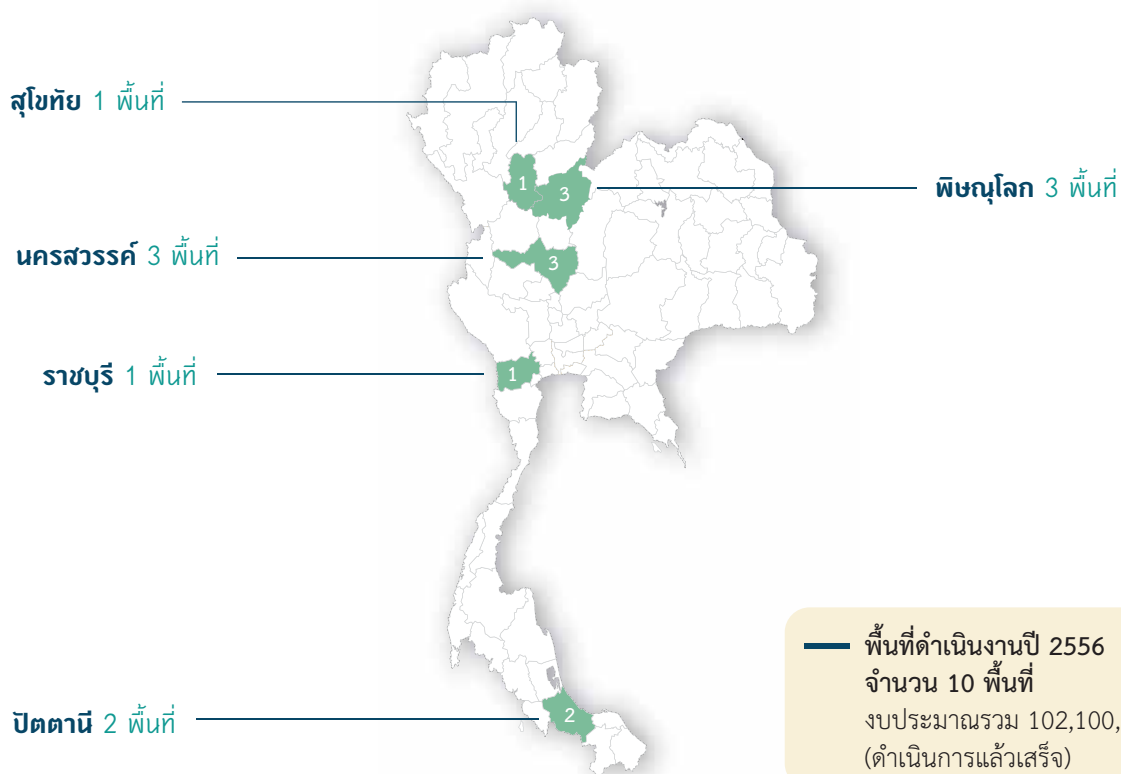 สุโขทัย 1 พื้นที่
1
3
พิษณุโลก 3 พื้นที่
นครสวรรค์ 3 พื้นที่
3
ราชบุรี 1 พื้นที่
1
ปัตตานี 2 พื้นที่
2
พื้นที่ดำเนินงานปี 2556
จำนวน 10 พื้นที่
งบประมาณรวม 102,100,
(ดำเนินการแล้วเสร็จ)